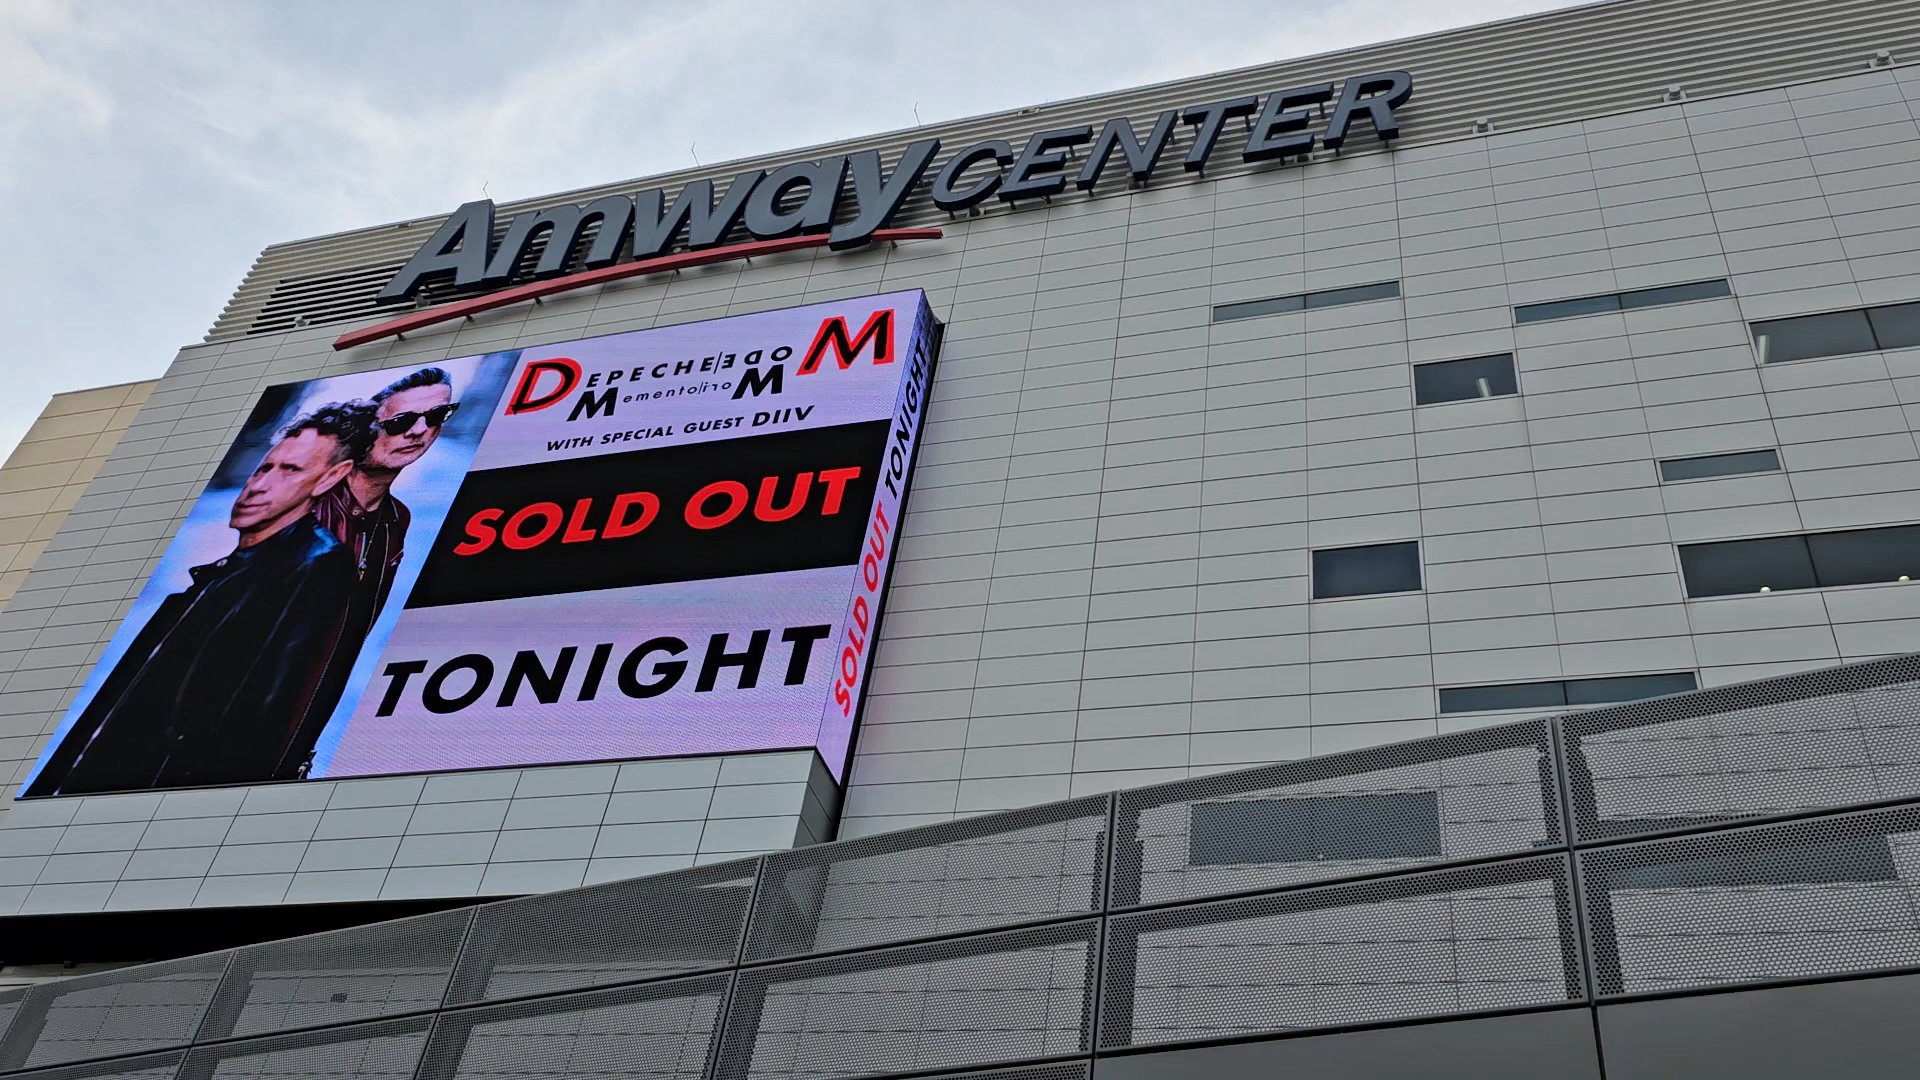 Amway CENTER
DEPECHE MODE
Memento Mori M
WITH SPECIAL GUEST DIIV
SOLD OUT
TONIGHT
SOLD OUT TONIGHT